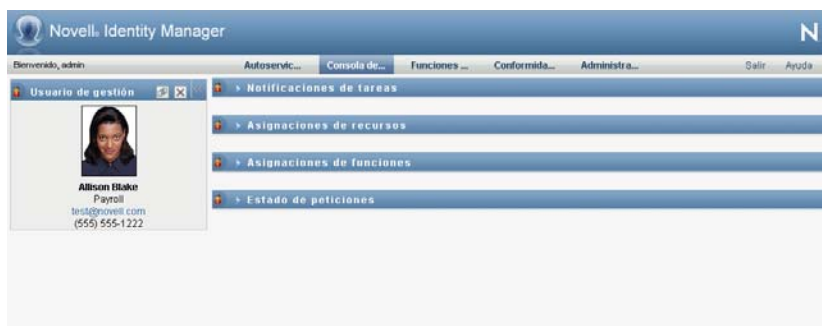 Novell® Identity Manager
N
Bienvenido, admin
Autoservic... Consola de... Funciones ... Conformida... Administra... Salir Ayuda
Usuario de gestión
Notificaciones de tareas
Asignaciones de recursos
Asignaciones de funciones
Estado de peticiones
Allison Blake
Payroll
test@novell.com
(555) 555-1222